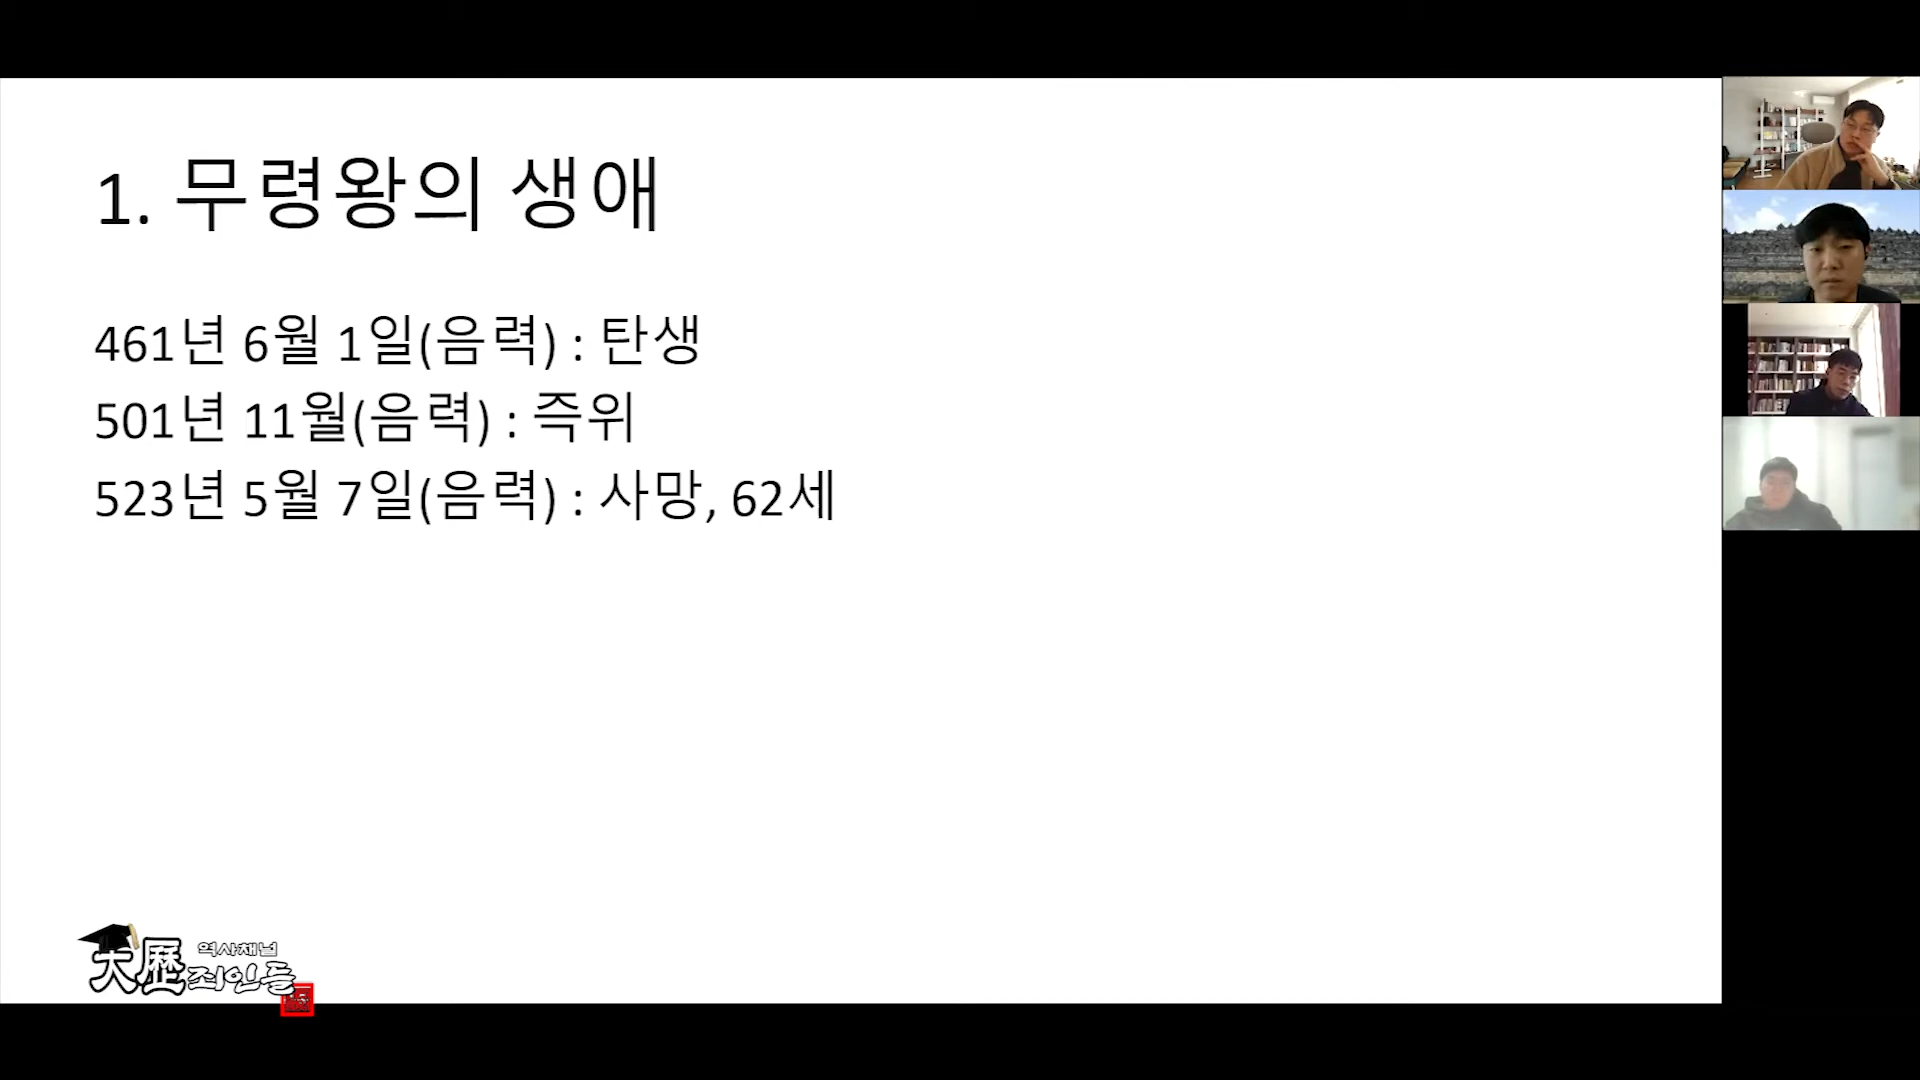 1. 무령왕의 생애
461년 6월 1일(음력) : 탄생
501년 11월(음력) : 즉위
523년 5월 7일(음력) : 사망, 62세
역사채널
大歷 죄인들